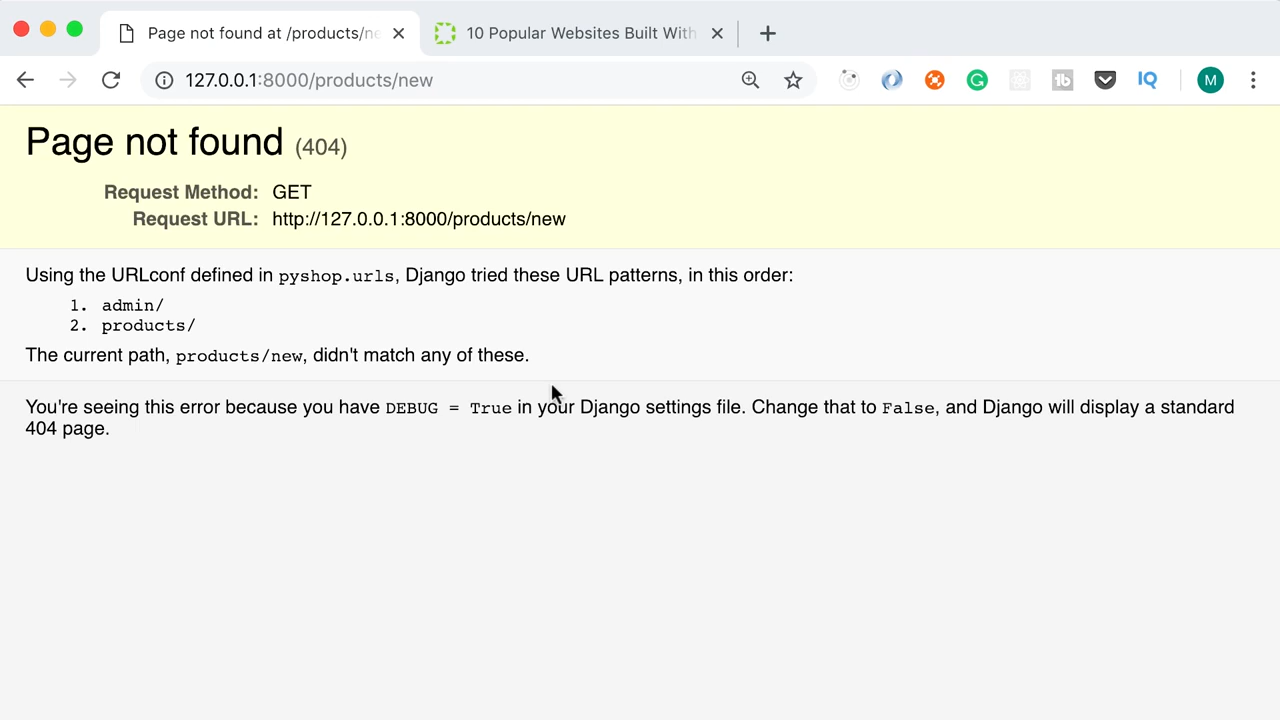 Page not found at /products/ne
10 Popular Websites Built With
127.0.0.1:8000/products/new
IQ
M
Page not found (404)
Request Method: GET
Request URL: http://127.0.0.1:8000/products/new
Using the URLconf defined in pyshop.urls, Django tried these URL patterns, in this order:
1. admin/
2. products/
The current path, products/new, didn't match any of these.
You're seeing this error because you have DEBUG = True in your Django settings file. Change that to False, and Django will display a standard
404 page.